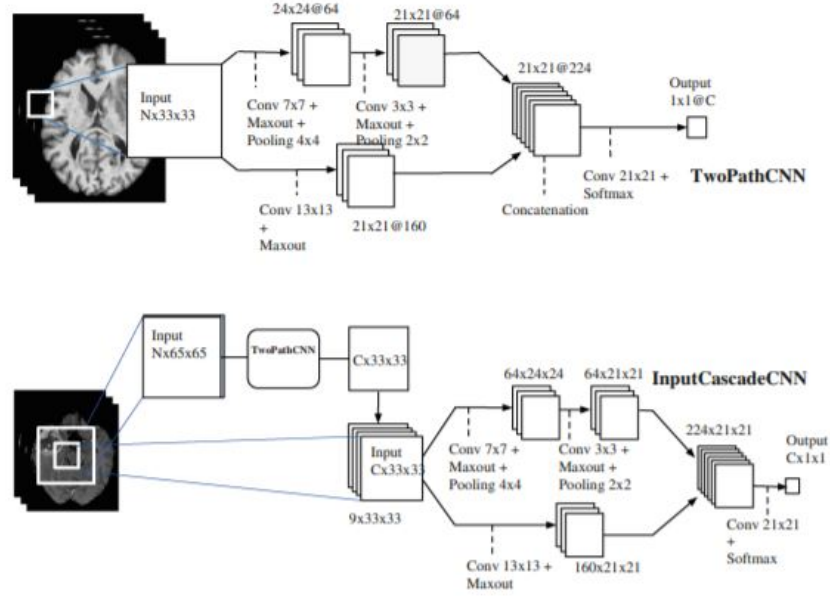 24x24@64
21x21@64
Input
Nx33x33
Conv 7x7 +
Maxout +
Pooling 4x4
Conv 3x3 +
Maxout +
Pooling 2x2
21x21@224
Output
1x1@C
Conv 13x13
+
Maxout
21x21@160
Concatenation
Conv 21x21 +
Softmax
TwoPathCNN
Input
Nx65x65
TwoPathCNN
Cx33x33
InputCascadeCNN
64x24x24
64x21x21
Input
Cx33x33
9x33x33
Conv 7x7 +
Maxout +
Pooling 4x4
Conv 3x3 +
Maxout +
Pooling 2x2
224x21x21
Output
Cx1x1
Conv 13x13 +
Maxout
160x21x21
Conv 21x21
+
Softmax